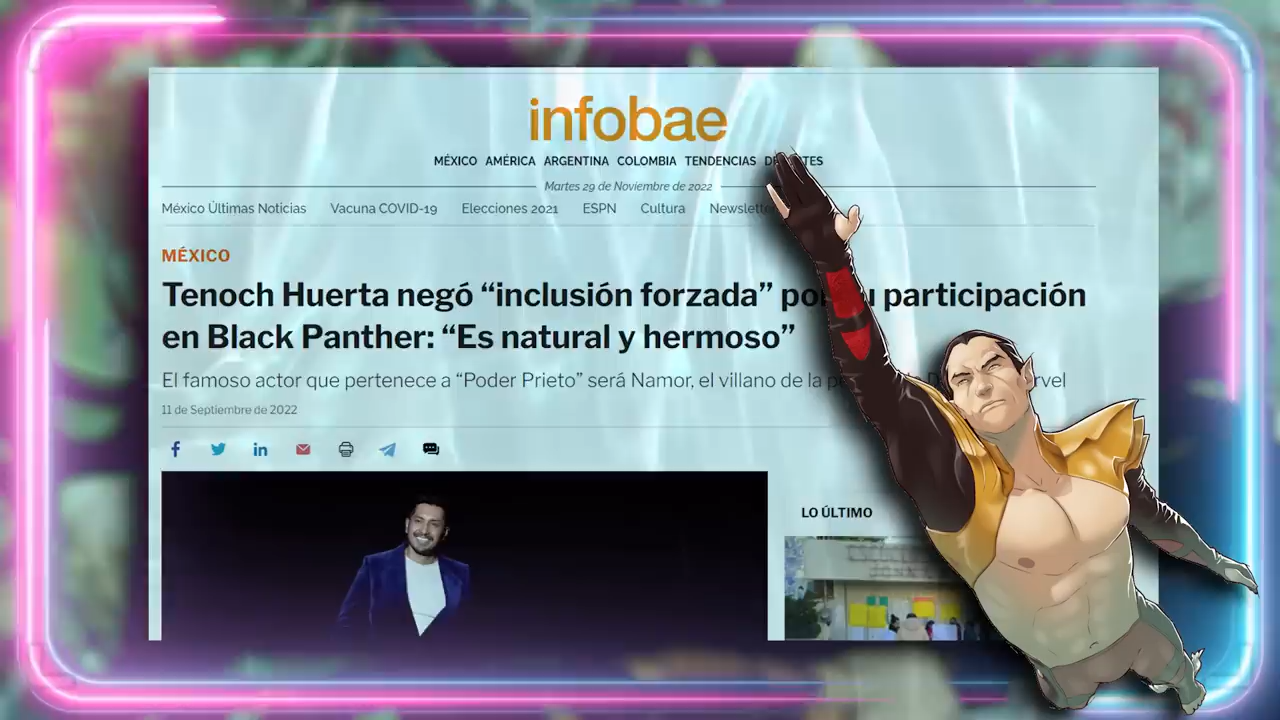 infobae
MÉXICO AMÉRICA ARGENTINA COLOMBIA TENDENCIAS
Martes 29 de Noviembre de 2022
México Últimas Noticias Vacuna COVID-19 Elecciones 2021 ESPN Cultura
MÉXICO
Tenoch Huerta negó “inclusión forzada” participación
en Black Panther: “Es natural y hermoso”
El famoso actor que pertenece a “Poder Prieto” será Namor, el villano de la
11 de Septiembre de 2022
LO ÚLTIMO